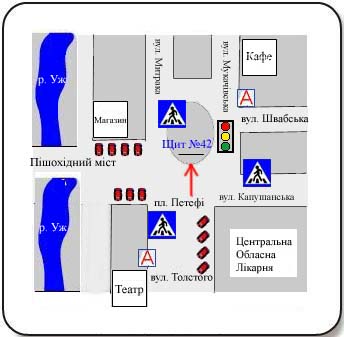 вул. Митрака
вул. Мукачівська
Кафе
р. Уж
А
Магазин
вул. Швабська
Щит №42
Пішохідний міст
пл. Петефі
вул. Капушанська
р. Уж
Центральна
Обласна
Лікарня
А
вул. Толстого
Театр